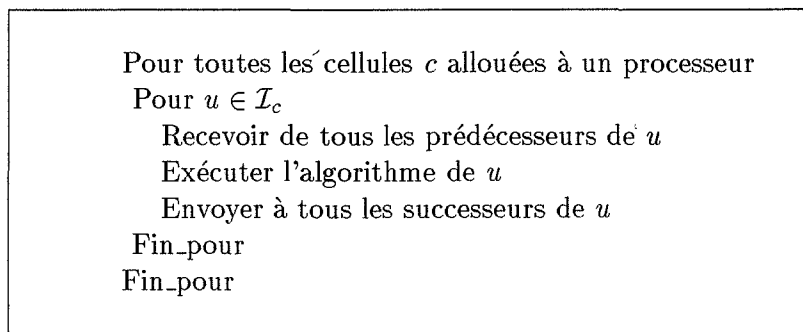 Pour toutes les cellules c allouées à un processeur
Pour u ∈ I_c
Recevoir de tous les prédécesseurs de u
Exécuter l'algorithme de u
Envoyer à tous les successeurs de u
Fin_pour
Fin_pour